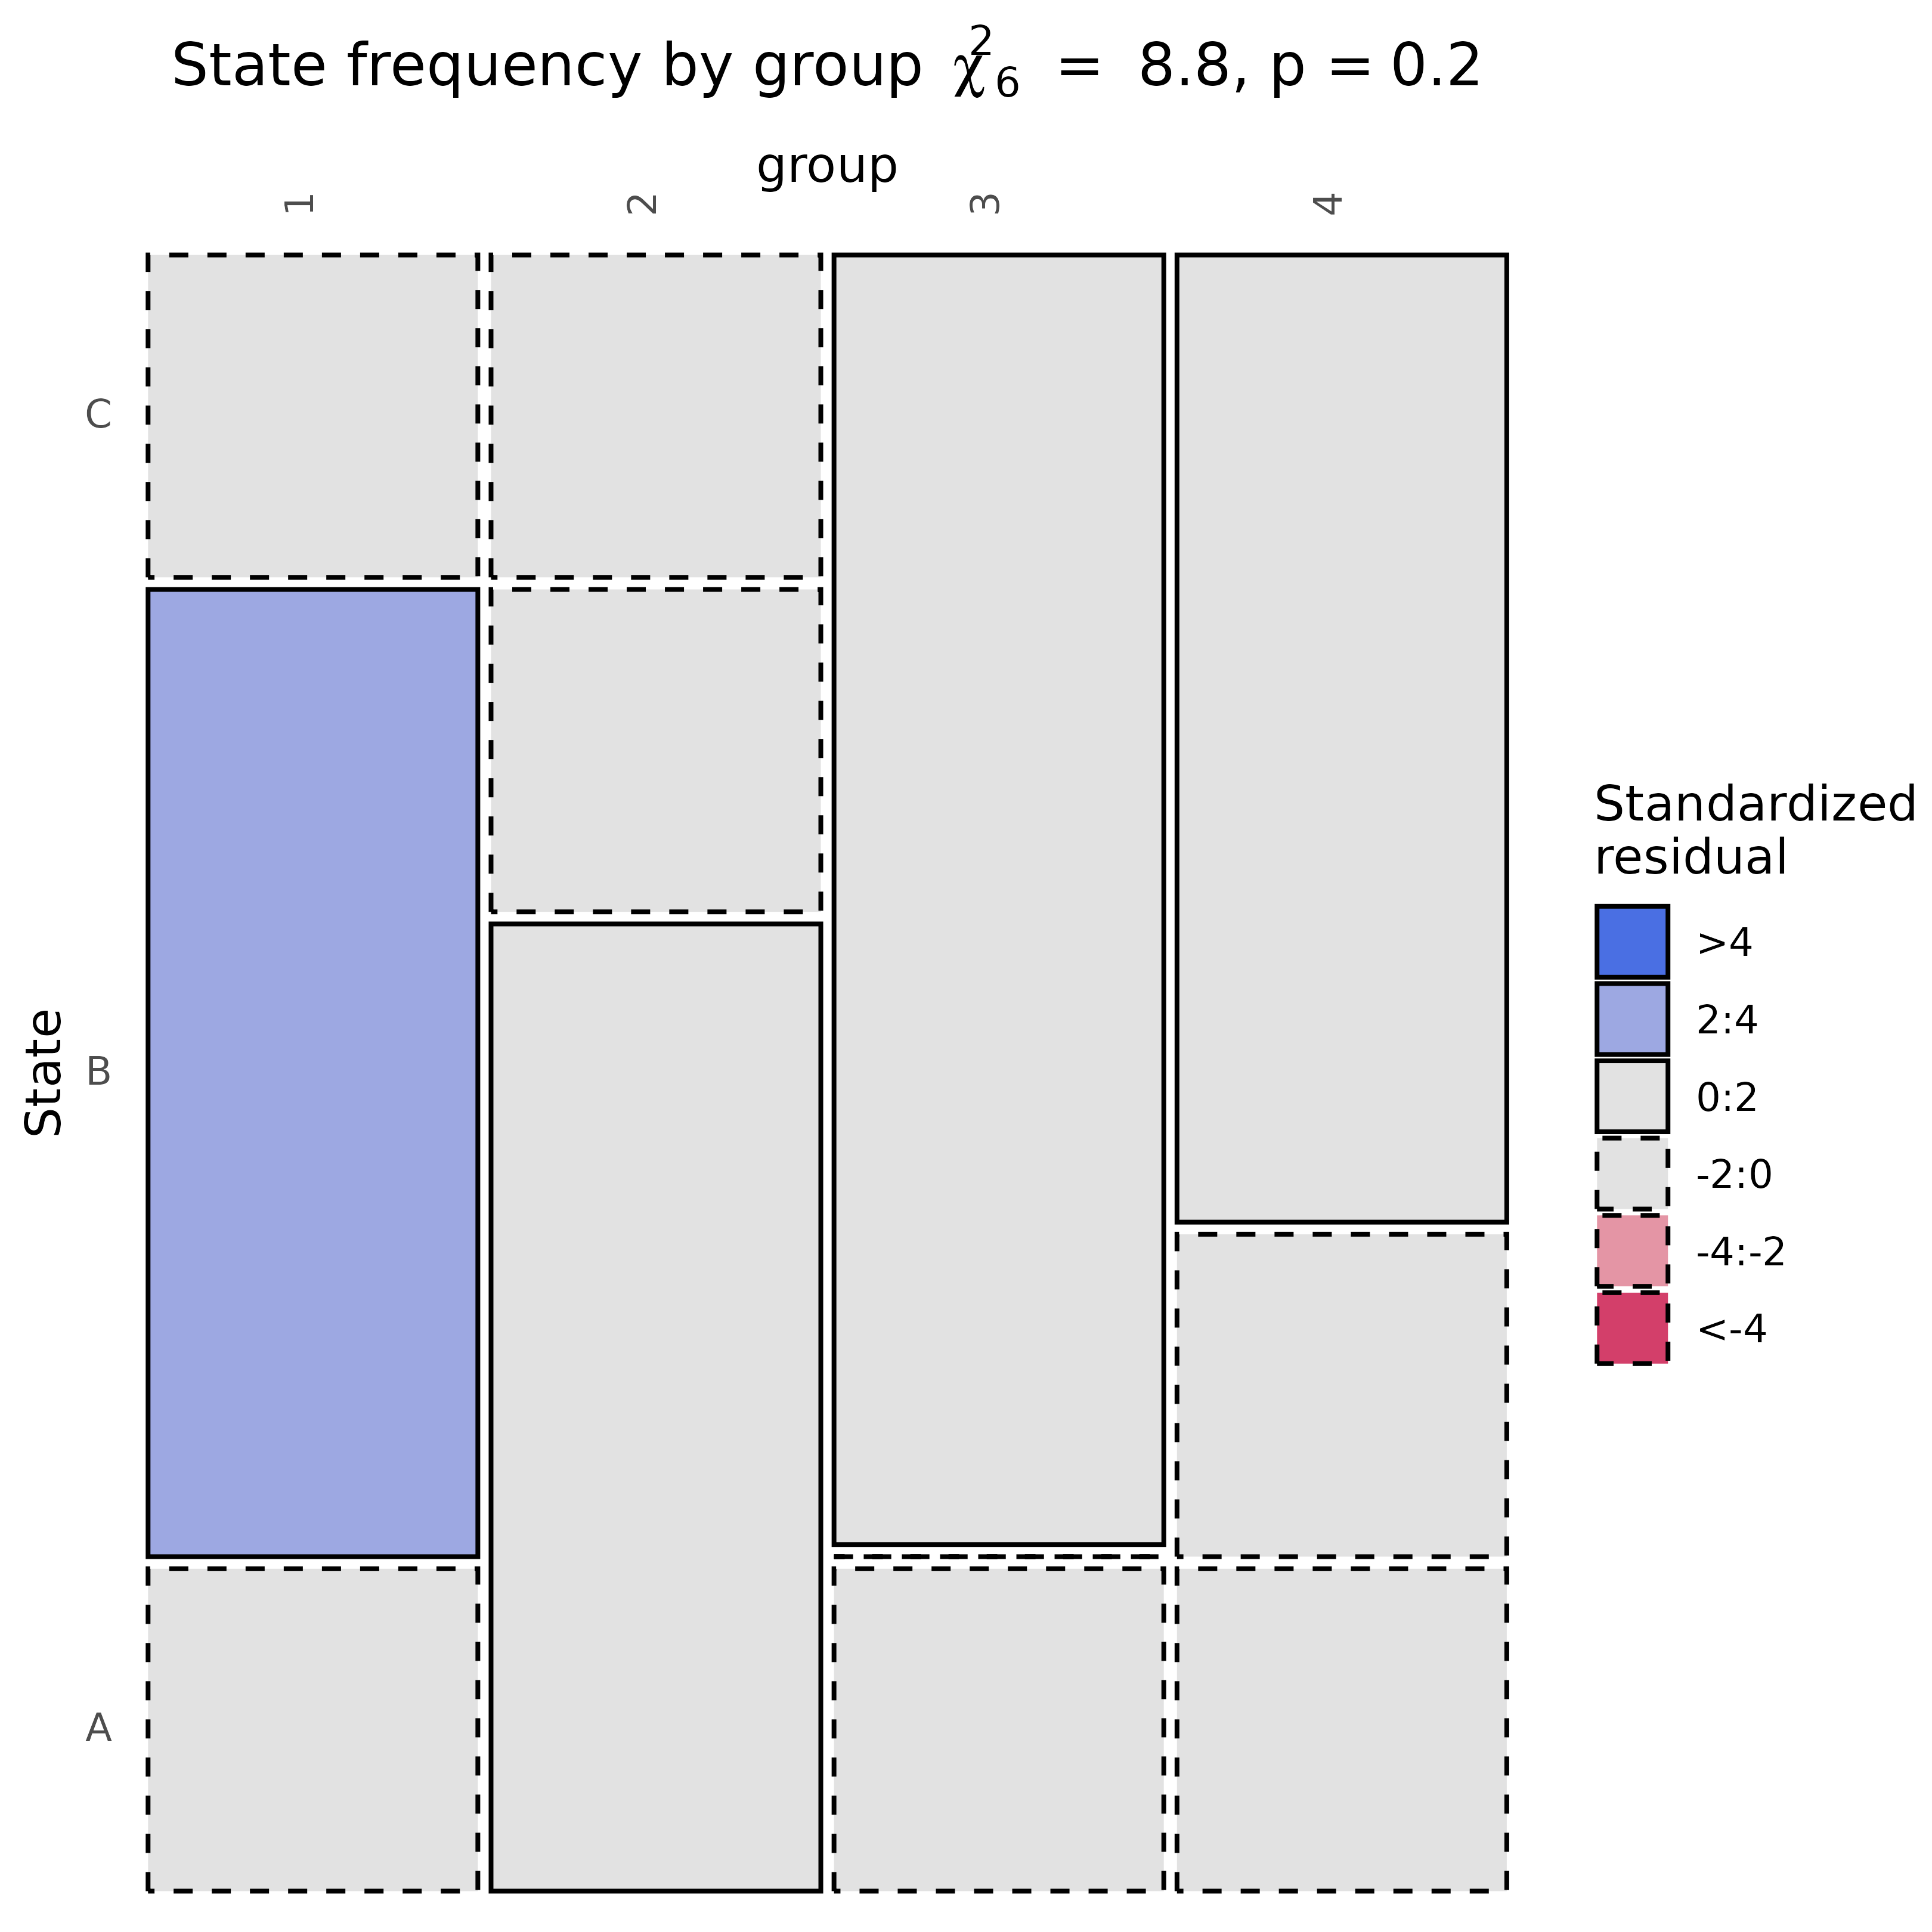 State frequency by group χ²₆ = 8.8, p = 0.2
group
1 2 3 4
C
B
A
State
Standardized
residual
>4
2:4
0:2
-2:0
-4:-2
<-4